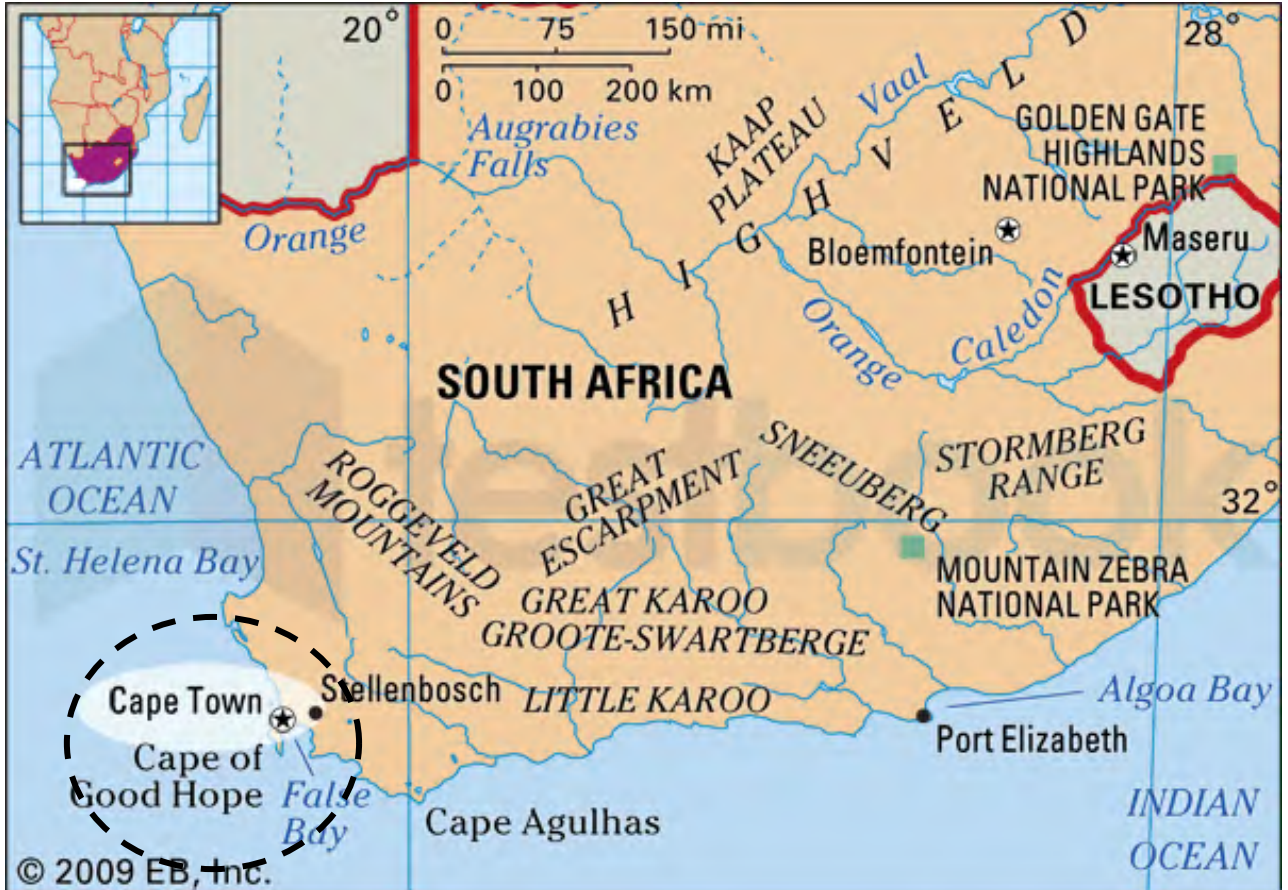 20°
0 75 150 mi
0 100 200 km
28°
Augrabies
Falls
KAAP
PLATEAU
Vaal
HIGHVELD
GOLDEN GATE
HIGHLANDS
NATIONAL PARK
Orange
Bloemfontein
Maseru
LESOTHO
Orange
Caledon
SOUTH AFRICA
ATLANTIC
OCEAN
ROGGEVELD
MOUNTAINS
GREAT
ESCARPMENT
SNEEUBERG
STORMBERG
RANGE
32°
St. Helena Bay
GREAT KAROO
GROOTE-SWARTBERGE
MOUNTAIN ZEBRA
NATIONAL PARK
Cape Town
Stellenbosch
LITTLE KAROO
Algoa Bay
Port Elizabeth
Cape of
Good Hope
False
Bay
Cape Agulhas
INDIAN
OCEAN
© 2009 EB, Inc.